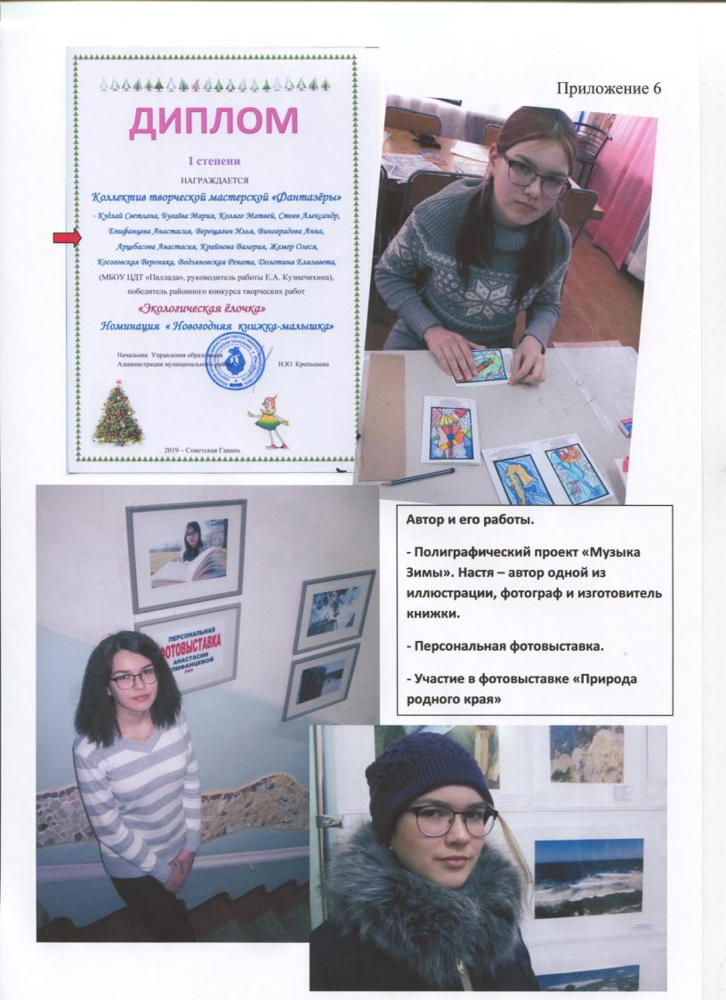 Приложение 6
ДИПЛОМ
I степени
НАГРАЖДАЕТСЯ
Коллектив творческой мастерской «Фантазёры»
- Кудлай Светлана, Бугаёва Мария, Коляго Матвей, Стоев Александр,
Епифанцева Анастасия, Верещагин Илья, Виноградова Анна,
Арцебасова Анастасия, Крайнова Валерия, Жемер Олеся,
Косоговская Вероника, Водзяновская Рената, Долотина Елизавета,
(МБОУ ЦДТ «Паллада», руководитель работы Е.А. Кузнечихина),
победитель районного конкурса творческих работ
«Экологическая ёлочка»
Номинация « Новогодняя книжка-малышка»
Начальник Управления образования
Администрации муниципального района И.Ю. Крепышева
2019 – Советская Гавань
Автор и его работы.
- Полиграфический проект «Музыка
Зимы». Настя – автор одной из
иллюстрации, фотограф и изготовитель
книжки.
- Персональная фотовыставка.
- Участие в фотовыставке «Природа
родного края»
ПЕРСОНАЛЬНАЯ
ФОТОВЫСТАВКА
АНАСТАСИИ
ПИФАНЦЕВОЙ